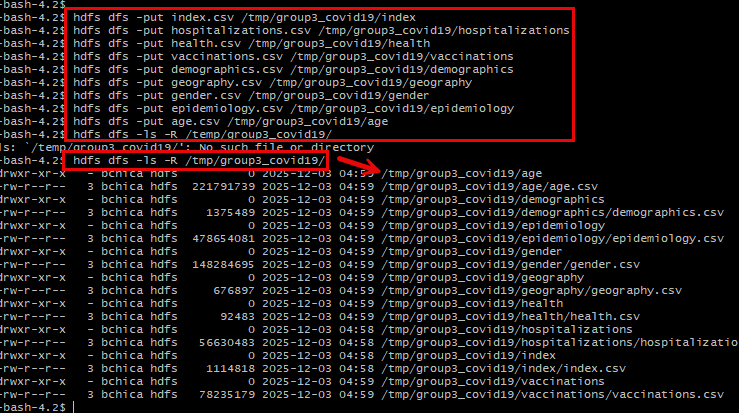 -bash-4.2$ hdfs dfs -put index.csv /tmp/group3_covid19/index
-bash-4.2$ hdfs dfs -put hospitalizations.csv /tmp/group3_covid19/hospitalizations
-bash-4.2$ hdfs dfs -put health.csv /tmp/group3_covid19/health
-bash-4.2$ hdfs dfs -put vaccinations.csv /tmp/group3_covid19/vaccinations
-bash-4.2$ hdfs dfs -put demographics.csv /tmp/group3_covid19/demographics
-bash-4.2$ hdfs dfs -put geography.csv /tmp/group3_covid19/geography
-bash-4.2$ hdfs dfs -put gender.csv /tmp/group3_covid19/gender
-bash-4.2$ hdfs dfs -put epidemiology.csv /tmp/group3_covid19/epidemiology
-bash-4.2$ hdfs dfs -put age.csv /tmp/group3_covid19/age
-bash-4.2$ hdfs dfs -ls -R /temp/group3_covid19/
ls: `/temp/group3_covid19/': No such file or directory
-bash-4.2$ hdfs dfs -ls -R /tmp/group3_covid19/
drwxr-xr-x - bchica hdfs 0 2025-12-03 04:59 /tmp/group3_covid19/age
-rw-r--r-- 3 bchica hdfs 221791739 2025-12-03 04:59 /tmp/group3_covid19/age/age.csv
drwxr-xr-x - bchica hdfs 0 2025-12-03 04:59 /tmp/group3_covid19/demographics
-rw-r--r-- 3 bchica hdfs 1375489 2025-12-03 04:59 /tmp/group3_covid19/demographics/demographics.csv
drwxr-xr-x - bchica hdfs 0 2025-12-03 04:59 /tmp/group3_covid19/epidemiology
-rw-r--r-- 3 bchica hdfs 478654081 2025-12-03 04:59 /tmp/group3_covid19/epidemiology/epidemiology.csv
drwxr-xr-x - bchica hdfs 0 2025-12-03 04:59 /tmp/group3_covid19/gender
-rw-r--r-- 3 bchica hdfs 148284695 2025-12-03 04:59 /tmp/group3_covid19/gender/gender.csv
drwxr-xr-x - bchica hdfs 0 2025-12-03 04:59 /tmp/group3_covid19/geography
-rw-r--r-- 3 bchica hdfs 676897 2025-12-03 04:59 /tmp/group3_covid19/geography/geography.csv
drwxr-xr-x - bchica hdfs 0 2025-12-03 04:59 /tmp/group3_covid19/health
-rw-r--r-- 3 bchica hdfs 92483 2025-12-03 04:59 /tmp/group3_covid19/health/health.csv
drwxr-xr-x - bchica hdfs 0 2025-12-03 04:58 /tmp/group3_covid19/hospitalizations
-rw-r--r-- 3 bchica hdfs 56630483 2025-12-03 04:58 /tmp/group3_covid19/hospitalizations/hospitalizatio
drwxr-xr-x - bchica hdfs 0 2025-12-03 04:58 /tmp/group3_covid19/index
-rw-r--r-- 3 bchica hdfs 1114818 2025-12-03 04:58 /tmp/group3_covid19/index/index.csv
drwxr-xr-x - bchica hdfs 0 2025-12-03 04:59 /tmp/group3_covid19/vaccinations
-rw-r--r-- 3 bchica hdfs 78235179 2025-12-03 04:59 /tmp/group3_covid19/vaccinations/vaccinations.csv
-bash-4.2$